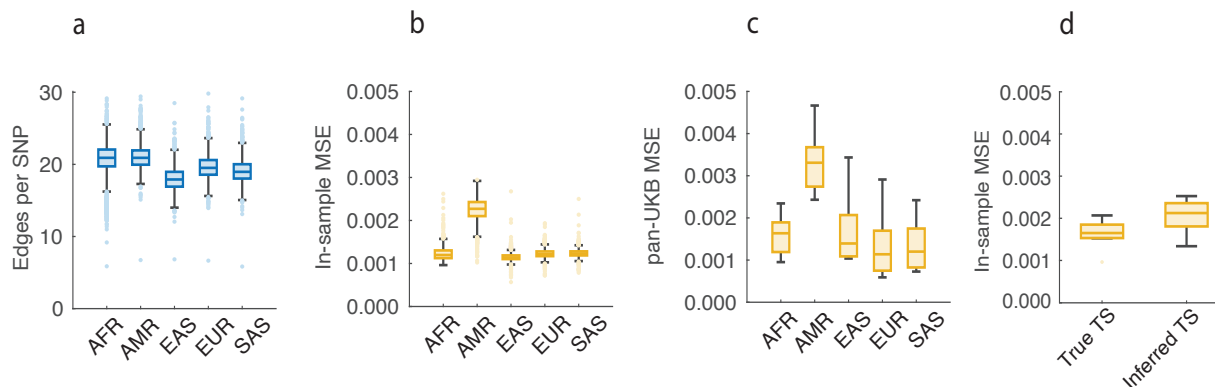 a
b
c
d
Edges per SNP
30
20
10
0
AFR
AMR
EAS
EUR
SAS
In-sample MSE
0.005
0.004
0.003
0.002
0.001
0.000
AFR
AMR
EAS
EUR
SAS
pan-UKB MSE
0.005
0.004
0.003
0.002
0.001
0.000
AFR
AMR
EAS
EUR
SAS
In-sample MSE
0.005
0.004
0.003
0.002
0.001
0.000
True TS
Inferred TS